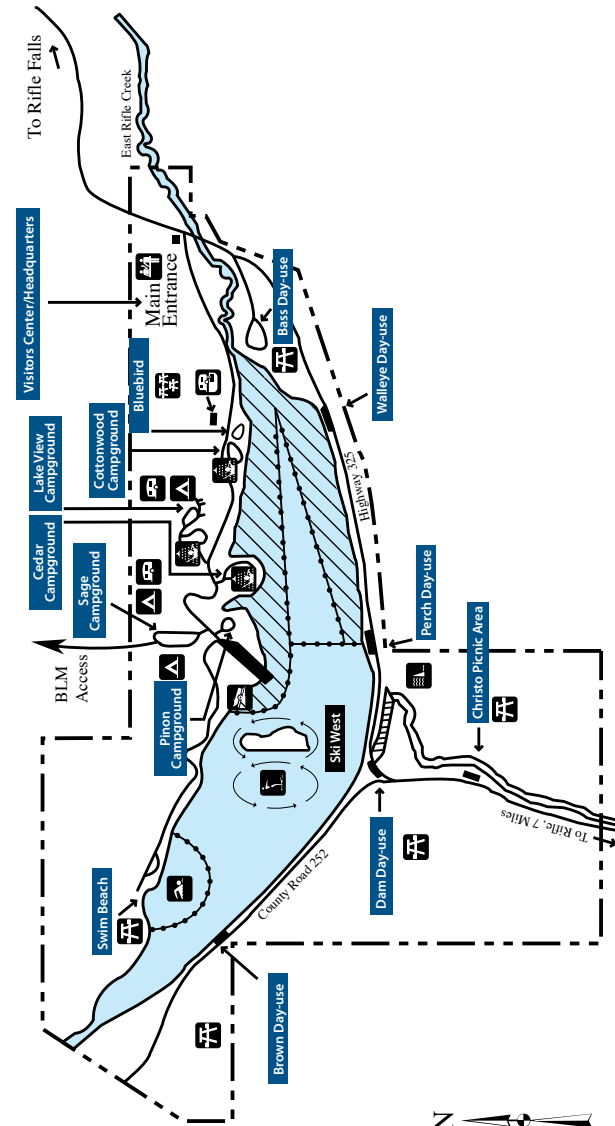 To Rifle Falls
East Rifle Creek
Visitors Center/Headquarters
Main
Entrance
Bluebird
Cottonwood
Campground
Lake View
Campground
Cedar
Campground
Sage
Campground
BLM
Access
Pinon
Campground
Swim Beach
Bass Day-use
Walleye Day-use
Highway 325
Perch Day-use
Christo Picnic Area
Ski West
Dam Day-use
To Rifle, 7 Miles
County Road 252
Brown Day-use
N